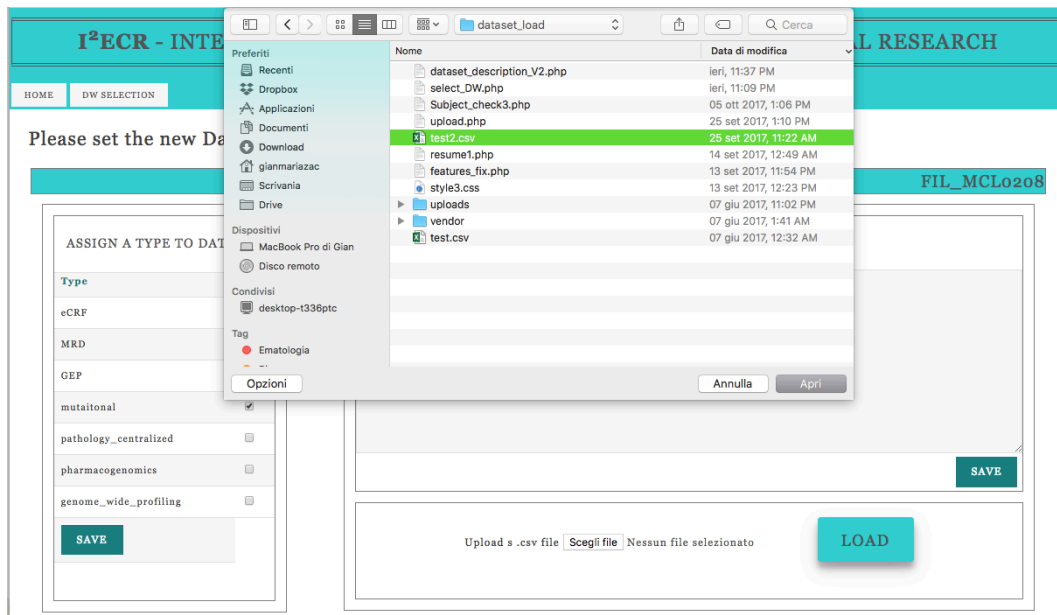 I²ECR - INTE
AL RESEARCH
HOME
DW SELECTION
Please set the new Da
FIL_MCL0208
dataset_load
Cerca
Preferiti
Recenti
Dropbox
Applicazioni
Documenti
Download
gianmariazac
Scrivania
Drive
Dispositivi
MacBook Pro di Gian
Disco remoto
Condivisi
desktop-t336ptc
Tag
Ematologia
Nome Data di modifica
dataset_description_V2.php ieri, 11:37 PM
select_DW.php ieri, 11:09 PM
Subject_check3.php 05 ott 2017, 1:06 PM
upload.php 25 set 2017, 1:10 PM
test2.csv 25 set 2017, 11:22 AM
resume1.php 14 set 2017, 12:49 AM
features_fix.php 13 set 2017, 11:54 PM
style3.css 13 set 2017, 12:23 PM
uploads 07 giu 2017, 11:02 PM
vendor 07 giu 2017, 1:41 AM
test.csv 07 giu 2017, 12:32 AM
Opzioni
Annulla
Apri
ASSIGN A TYPE TO DAT
Type
eCRF
MRD
GEP
mutaitonal
pathology_centralized
pharmacogenomics
genome_wide_profiling
SAVE
SAVE
Upload s .csv file Scegli file Nessun file selezionato
LOAD